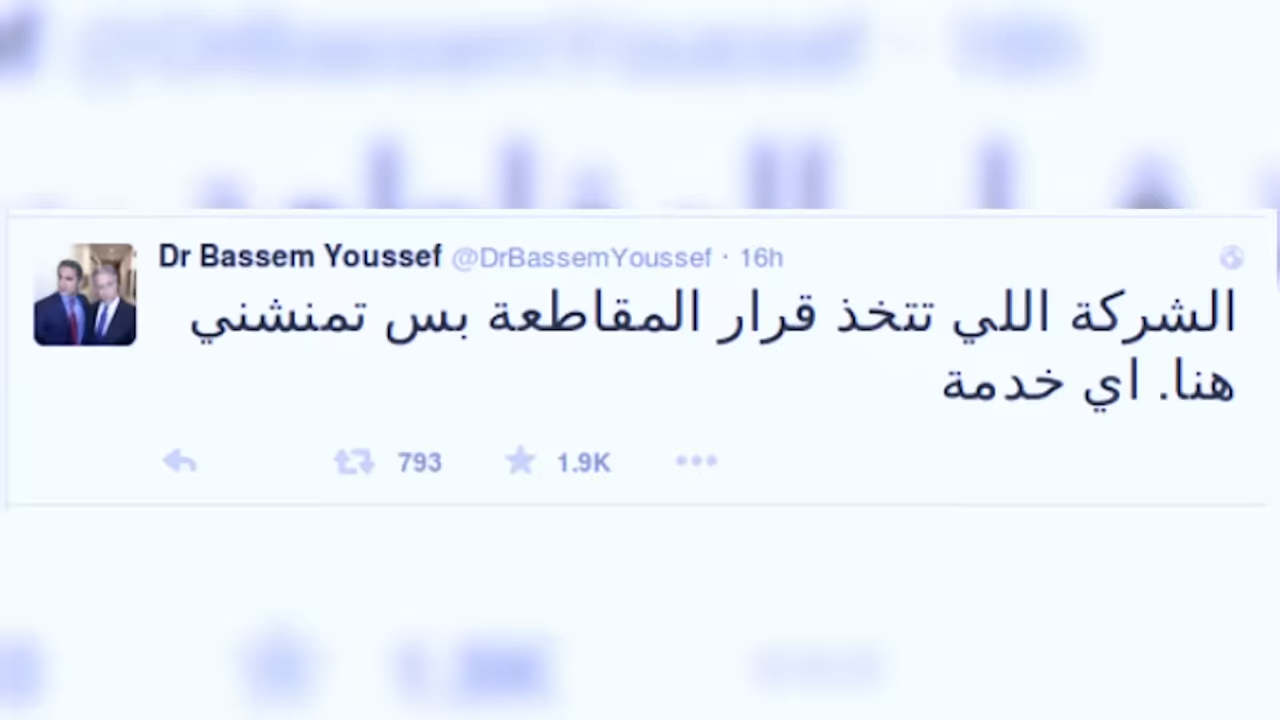 Dr Bassem Youssef @DrBassemYoussef · 16h
الشركة اللي تتخذ قرار المقاطعة بس تمنشني
هنا. اي خدمة
793 1.9K